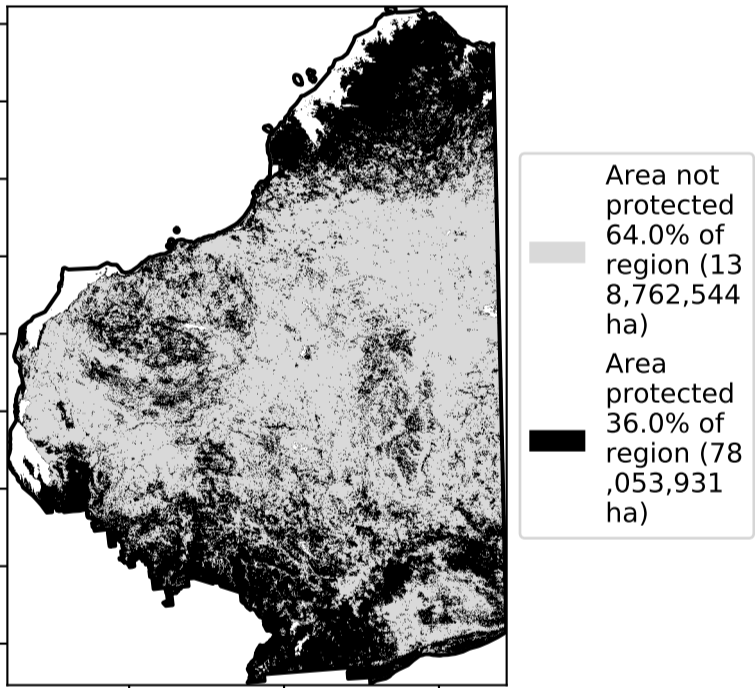 Area not
protected
64.0% of
region (13
8,762,544
ha)
Area
protected
36.0% of
region (78
,053,931
ha)